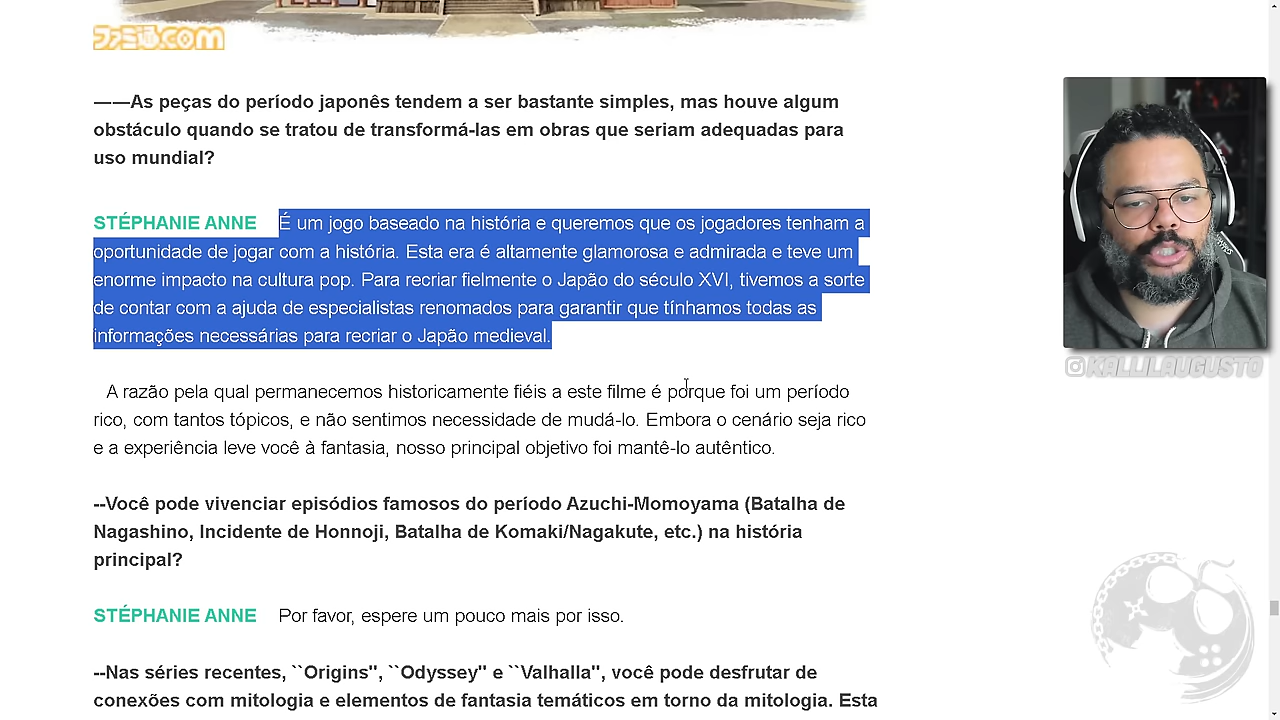 ファミ通.com
——As peças do período japonês tendem a ser bastante simples, mas houve algum
obstáculo quando se tratou de transformá-las em obras que seriam adequadas para
uso mundial?
STÉPHANIE ANNE É um jogo baseado na história e queremos que os jogadores tenham a
oportunidade de jogar com a história. Esta era é altamente glamorosa e admirada e teve um
enorme impacto na cultura pop. Para recriar fielmente o Japão do século XVI, tivemos a sorte
de contar com a ajuda de especialistas renomados para garantir que tínhamos todas as
informações necessárias para recriar o Japão medieval.
A razão pela qual permanecemos historicamente fiéis a este filme é porque foi um período
rico, com tantos tópicos, e não sentimos necessidade de mudá-lo. Embora o cenário seja rico
e a experiência leve você à fantasia, nosso principal objetivo foi mantê-lo autêntico.
--Você pode vivenciar episódios famosos do período Azuchi-Momoyama (Batalha de
Nagashino, Incidente de Honnoji, Batalha de Komaki/Nagakute, etc.) na história
principal?
STÉPHANIE ANNE Por favor, espere um pouco mais por isso.
--Nas séries recentes, ``Origins'', ``Odyssey'' e ``Valhalla'', você pode desfrutar de
conexões com mitologia e elementos de fantasia temáticos em torno da mitologia. Esta
KALLILAUGUSTO